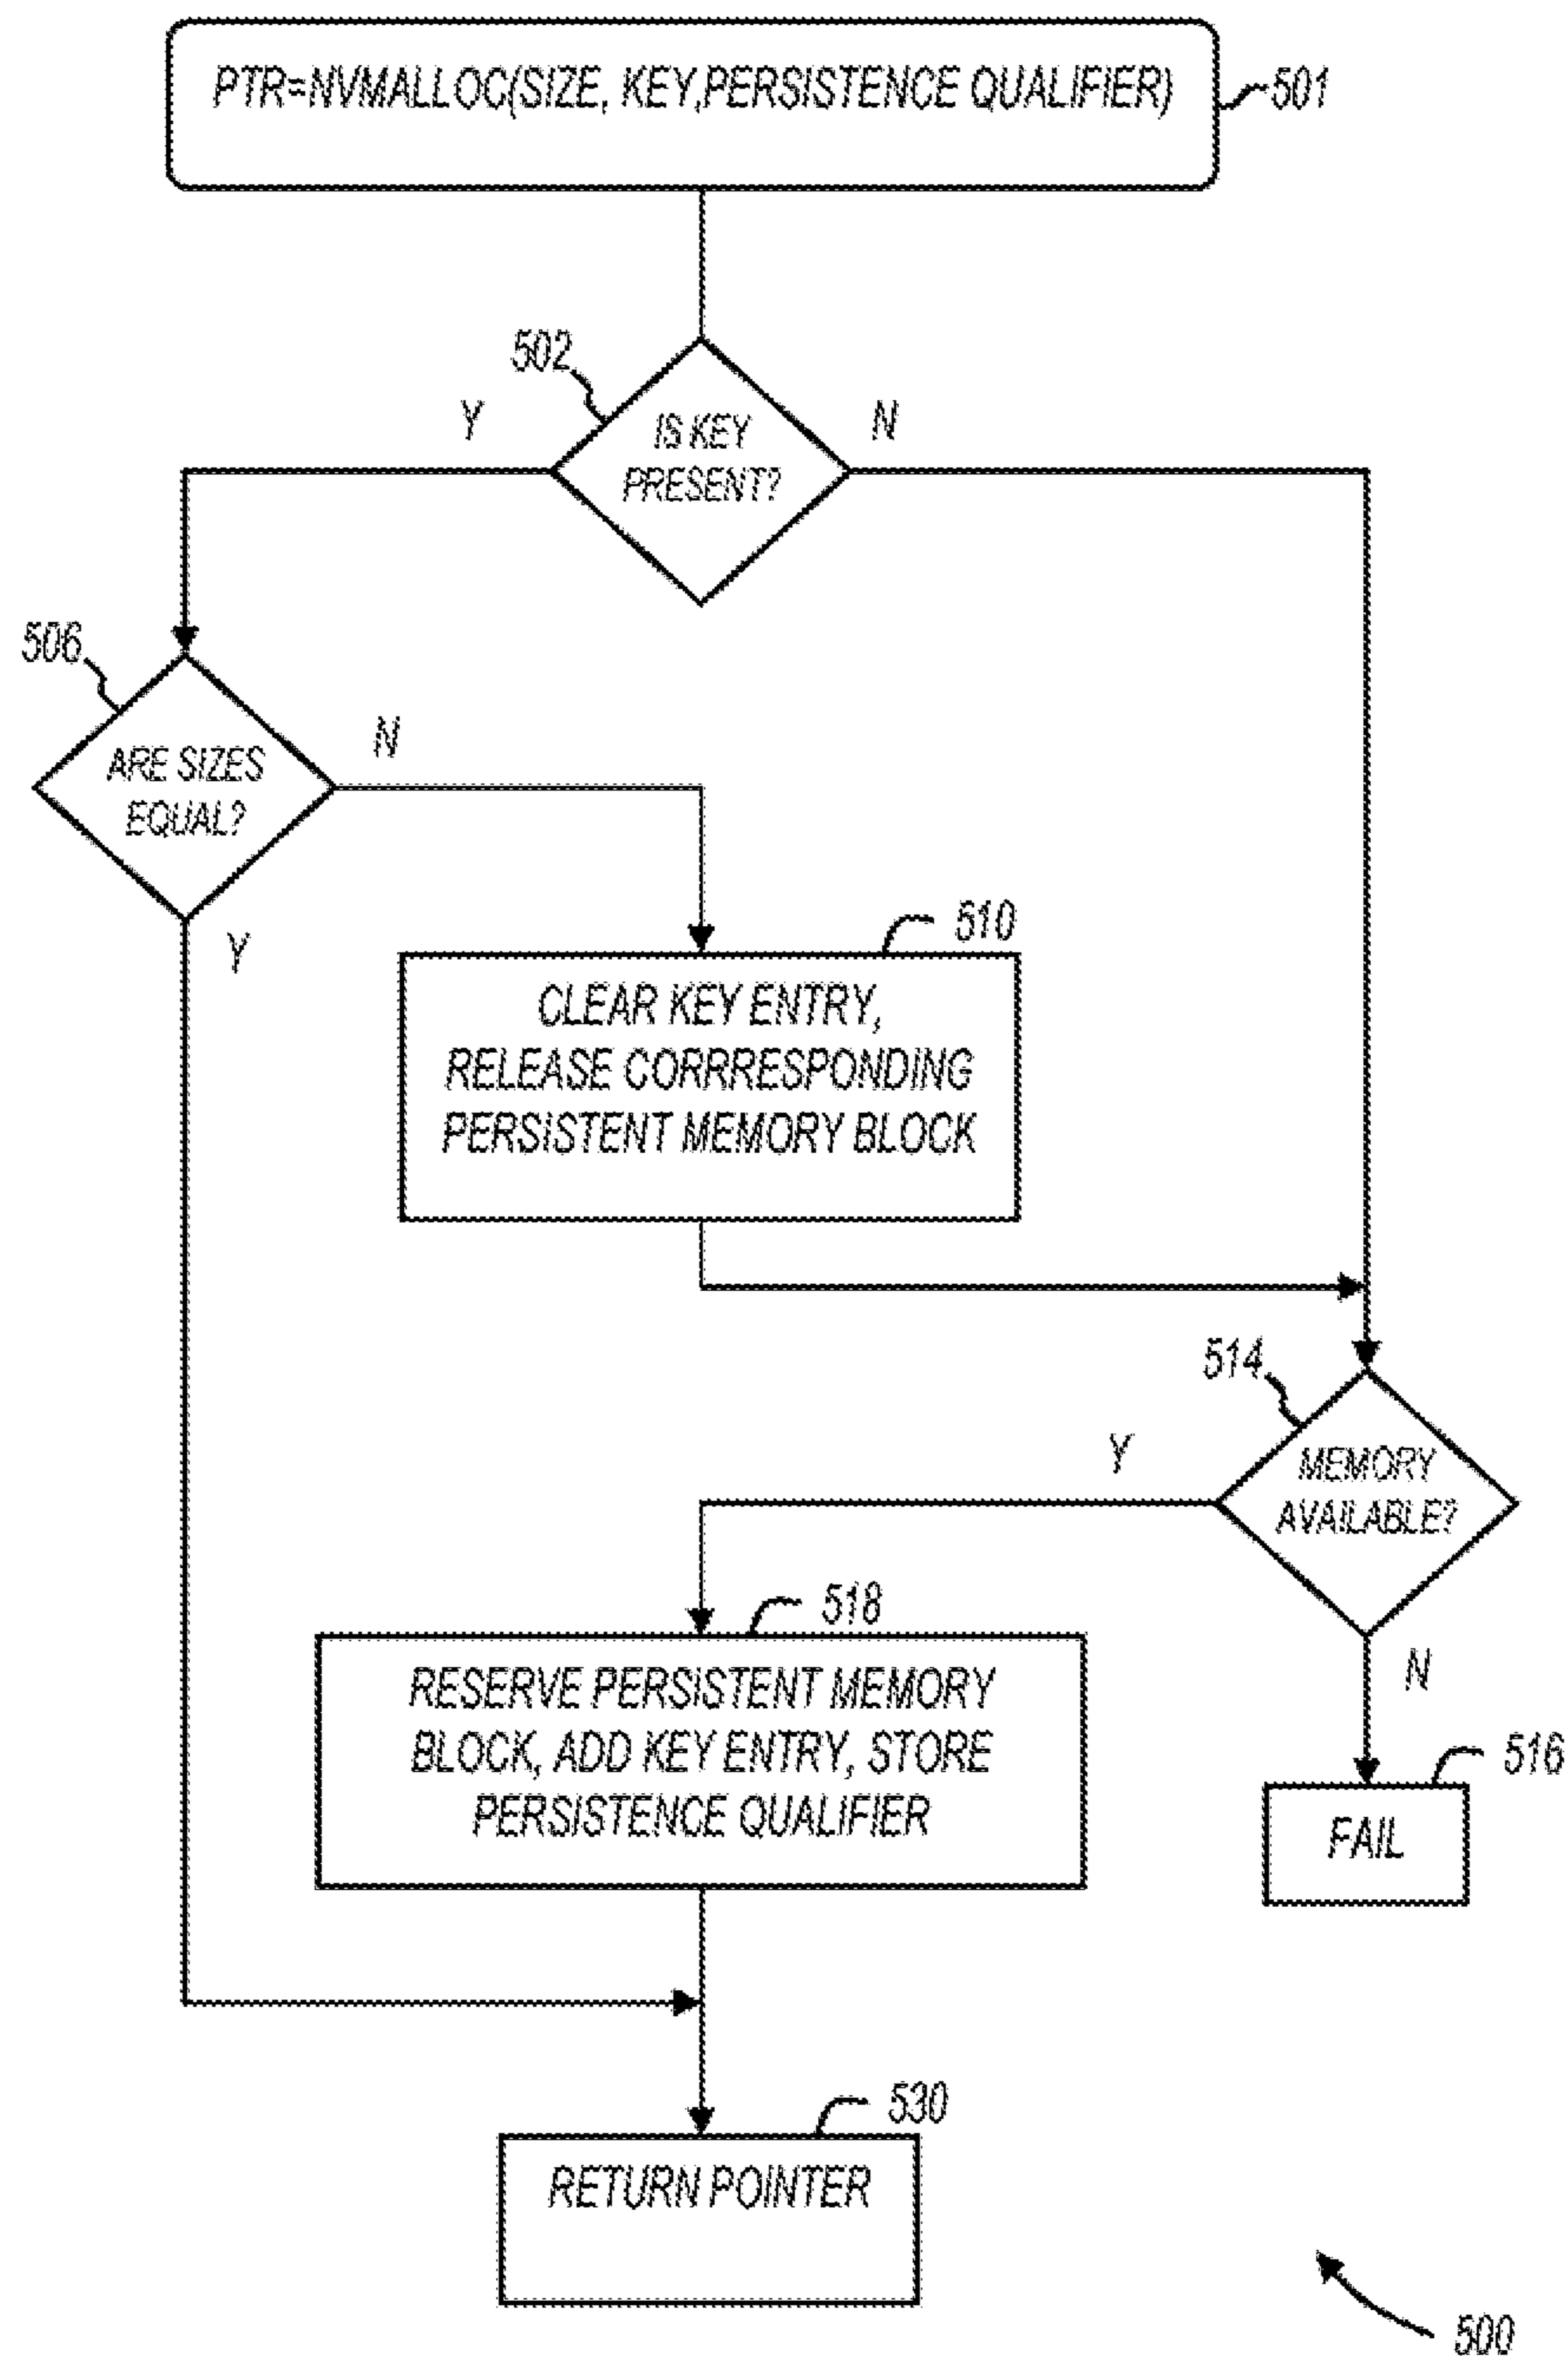 PTR=NVMALLOC(SIZE, KEY,PERSISTENCE QUALIFIER)
501
502
Y
N
IS KEY
PRESENT?
506
ARE SIZES
EQUAL?
N
Y
510
CLEAR KEY ENTRY,
RELEASE CORRRESPONDING
PERSISTENT MEMORY BLOCK
514
Y
MEMORY
AVAILABLE?
N
518
RESERVE PERSISTENT MEMORY
BLOCK, ADD KEY ENTRY, STORE
PERSISTENCE QUALIFIER
516
FAIL
530
RETURN POINTER
500